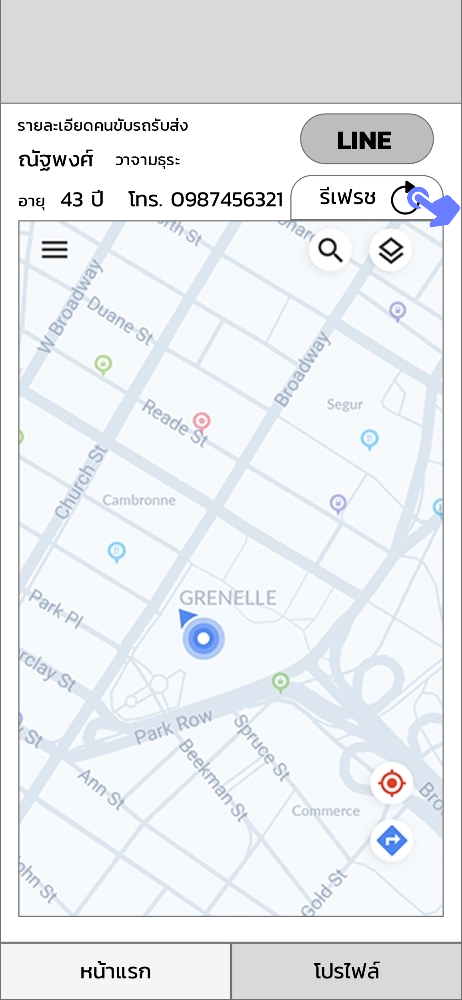 รายละเอียดคนขับรถรับส่ง
LINE
ณัฐพงศ์ วาจามธุระ
อายุ 43 ปี โทร. 0987456321
รีเฟรช
orth St
W Broadway
Duane St
Broadway
Segur
Reade St
Church St
Cambronne
GRENELLE
Park Pl
rclay St
Park Row
Spruce St
y St
Beekman St
Ann St
Bro
Commerce
ohn St
Gold St
หน้าแรก
โปรไฟล์